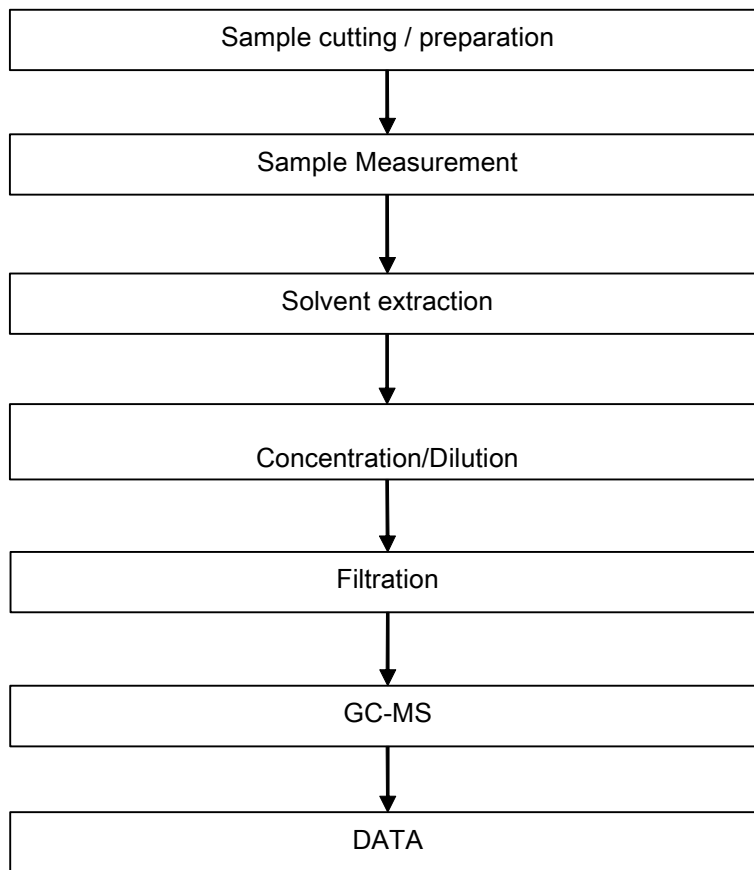 Sample cutting / preparation
Sample Measurement
Solvent extraction
Concentration/Dilution
Filtration
GC-MS
DATA